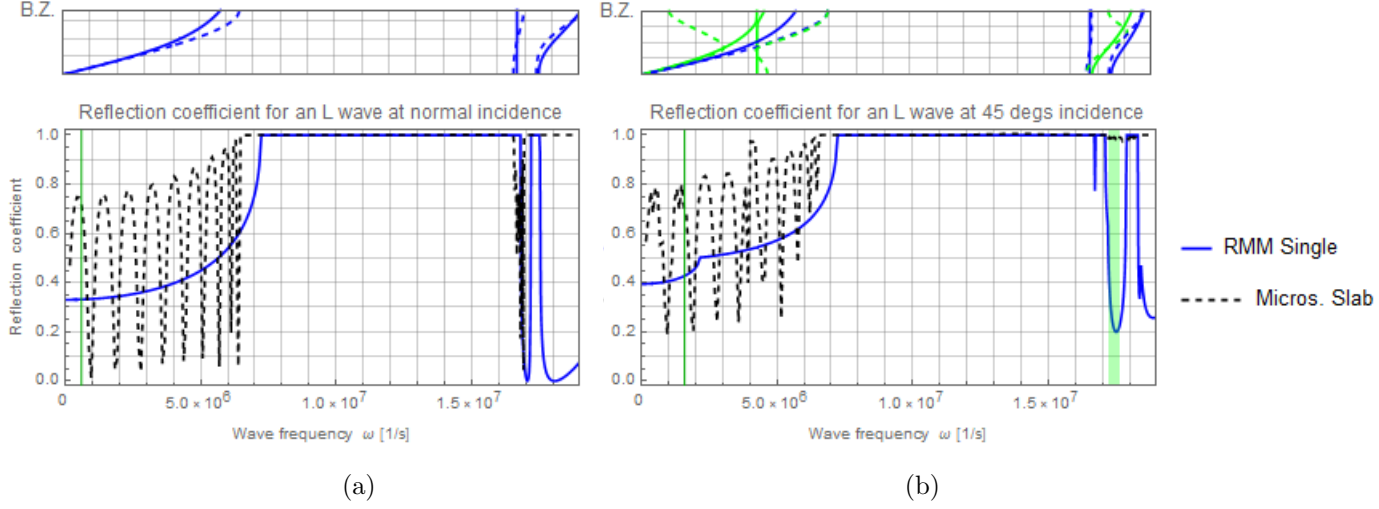 B.Z.
B.Z.
Reflection coefficient for an L wave at normal incidence
Reflection coefficient for an L wave at 45 degs incidence
Reflection coefficient
1.0
0.8
0.6
0.4
0.2
0.0
0
5.0 × 10⁶
1.0 × 10⁷
1.5 × 10⁷
Wave frequency ω [1/s]
1.0
0.8
0.6
0.4
0.2
0.0
0
5.0 × 10⁶
1.0 × 10⁷
1.5 × 10⁷
Wave frequency ω [1/s]
RMM Single
Micros. Slab
(a)
(b)